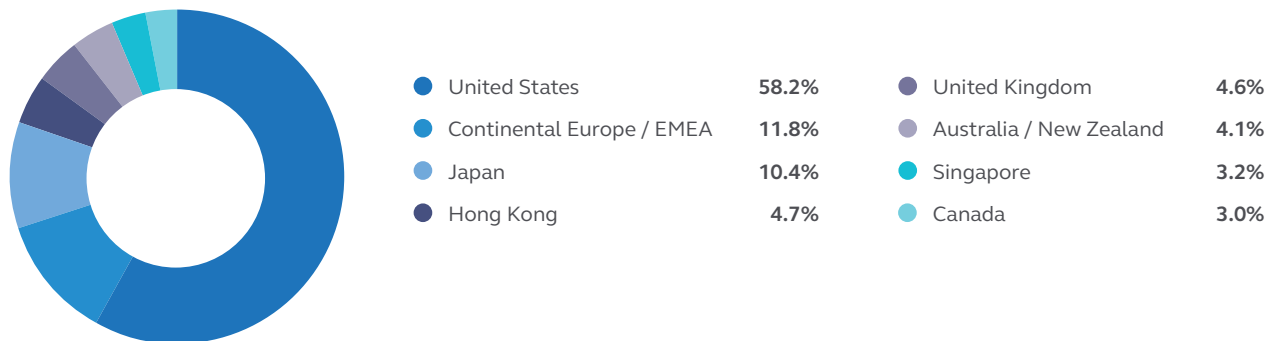 United States 58.2%
Continental Europe / EMEA 11.8%
Japan 10.4%
Hong Kong 4.7%
United Kingdom 4.6%
Australia / New Zealand 4.1%
Singapore 3.2%
Canada 3.0%